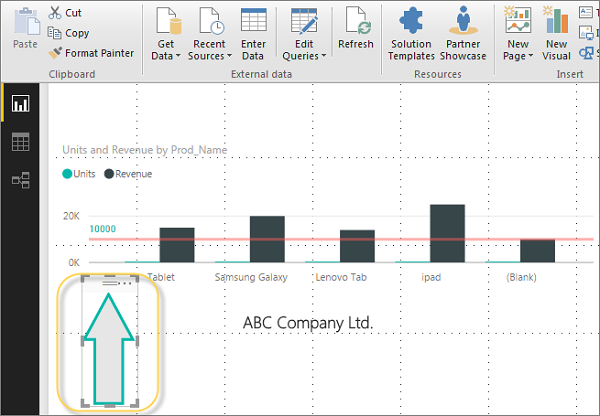 Paste
Cut
Copy
Format Painter
Clipboard
Get
Data
Recent
Sources
Enter
Data
Edit
Queries
Refresh
External data
Solution
Templates
Partner
Showcase
Resources
New
Page
New
Visual
Insert
Units and Revenue by Prod_Name
Units Revenue
20K
10000
0K
Tablet Samsung Galaxy Lenovo Tab ipad (Blank)
ABC Company Ltd.